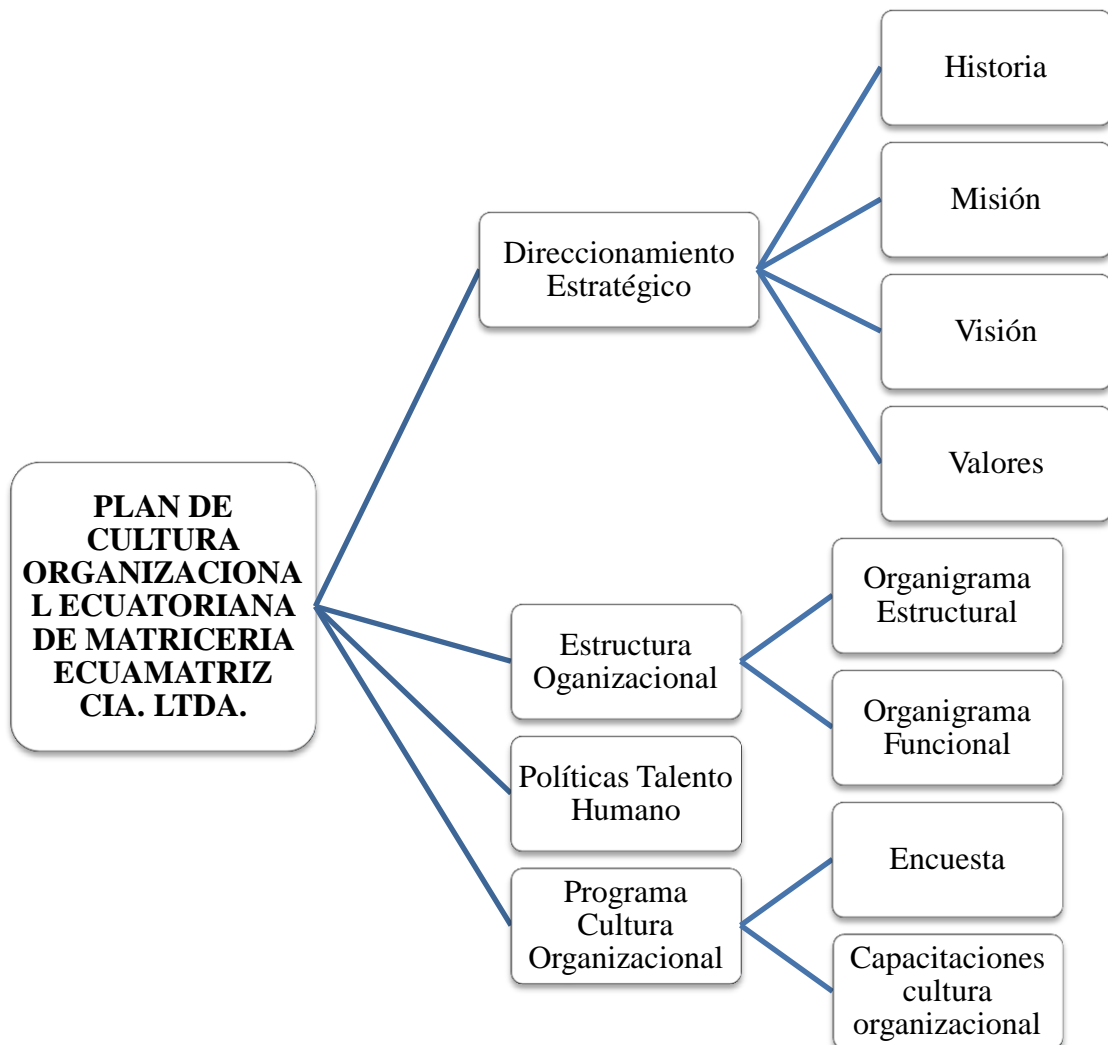 PLAN DE
CULTURA
ORGANIZACIONA
L ECUATORIANA
DE MATRICERIA
ECUAMATRIZ
CIA. LTDA.
Direccionamiento
Estratégico
Historia
Misión
Visión
Valores
Estructura
Oganizacional
Organigrama
Estructural
Organigrama
Funcional
Políticas Talento
Humano
Programa
Cultura
Organizacional
Encuesta
Capacitaciones
cultura
organizacional